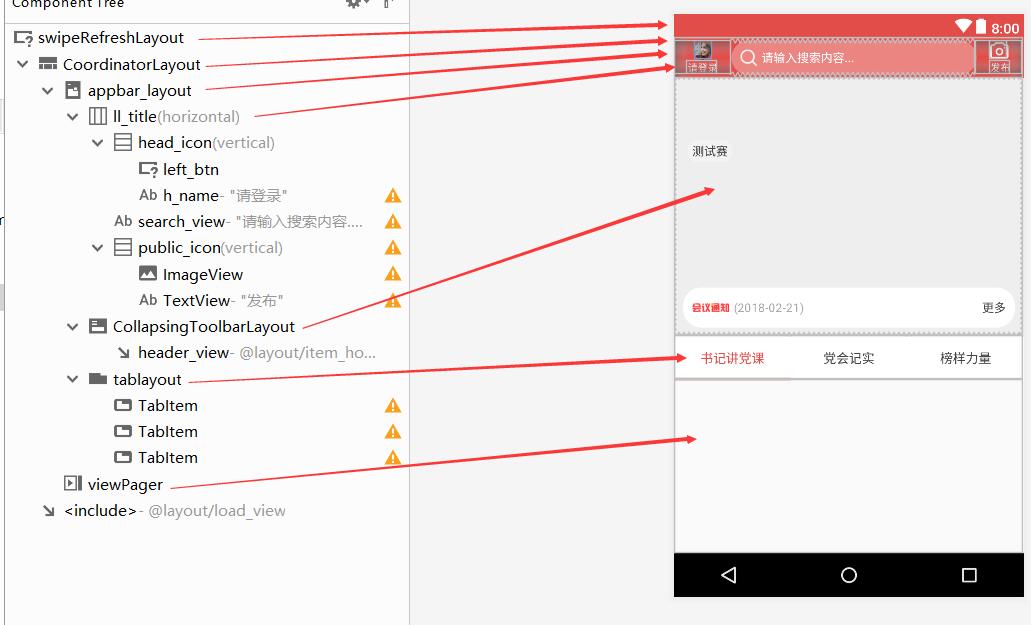 Component Tree
swipeRefreshLayout
CoordinatorLayout
appbar_layout
ll_title(horizontal)
head_icon(vertical)
left_btn
Ab h_name- "请登录"
Ab search_view- "请输入搜索内容....
public_icon(vertical)
ImageView
Ab TextView- "发布"
CollapsingToolbarLayout
header_view- @layout/item_ho...
tablayout
TabItem
TabItem
TabItem
viewPager
<include>- @layout/load_view
8:00
请登录
请输入搜索内容...
发布
测试赛
会议通知 (2018-02-21)
更多
书记讲党课
党会记实
榜样力量